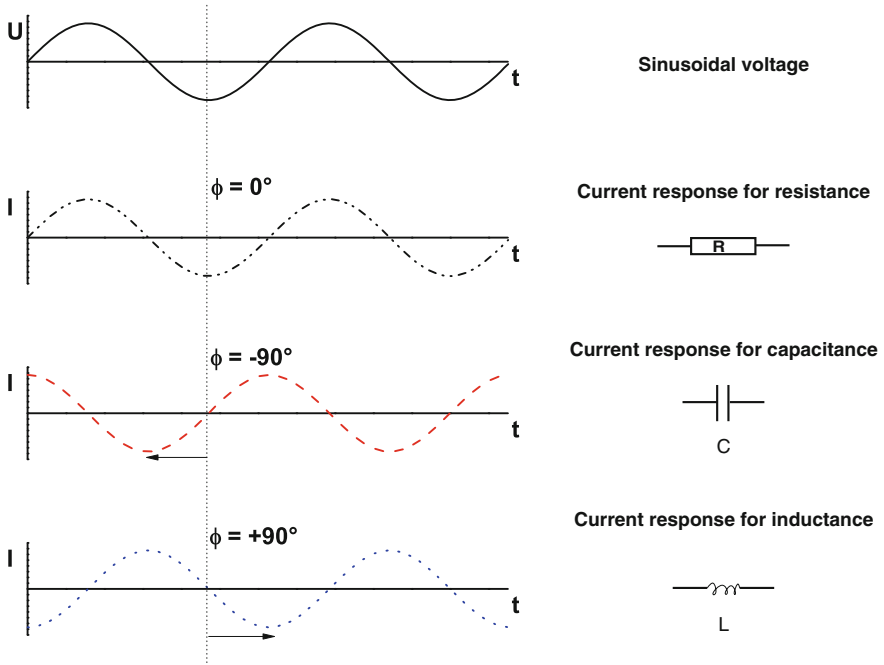 U
t
Sinusoidal voltage
ϕ = 0°
Current response for resistance
I
t
R
ϕ = -90°
Current response for capacitance
I
t
C
ϕ = +90°
Current response for inductance
I
t
L